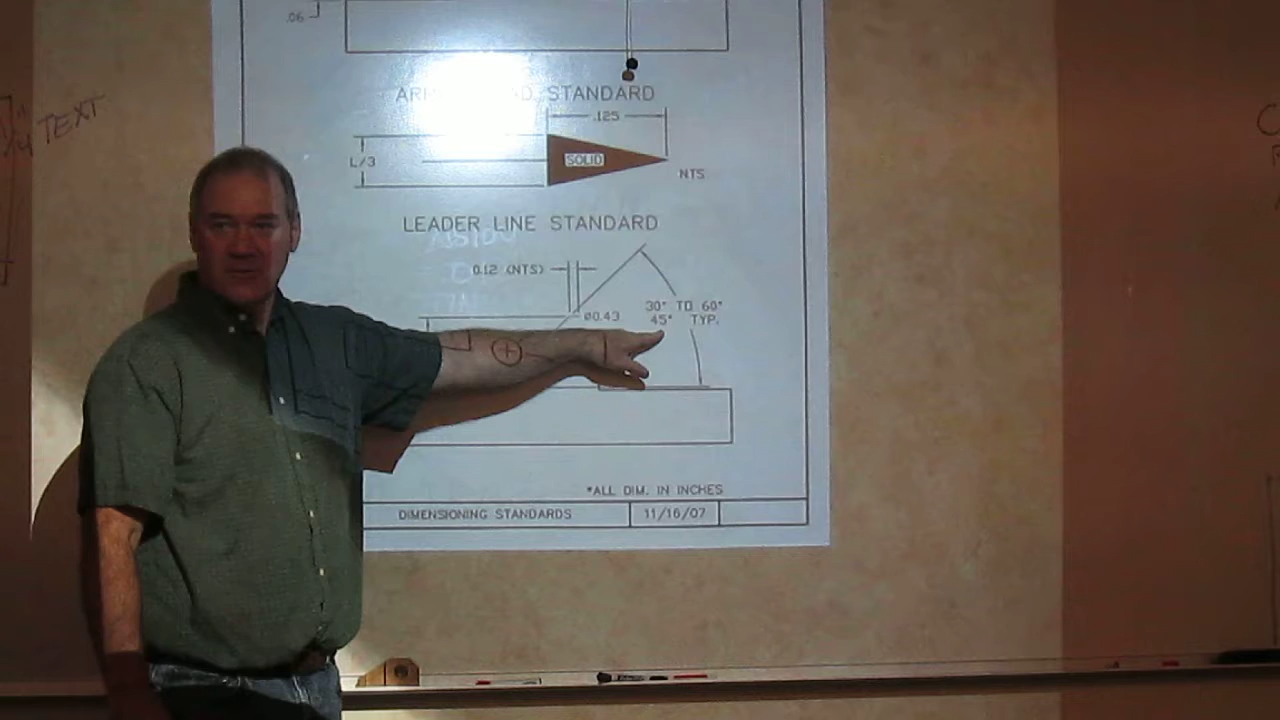 .06
STANDARD
.125
L/3
SOLID
NTS
LEADER LINE STANDARD
0.12 (NTS)
30° TO 60°
ø0.43
45° TYP.
*ALL DIM. IN INCHES
DIMENSIONING STANDARDS 11/16/07
TEXT